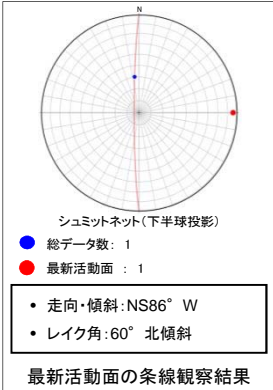 N
シュミットネット(下半球投影)
総データ数: 1
最新活動面 : 1
• 走向・傾斜:NS86° W
• レイク角:60° 北傾斜
最新活動面の条線観察結果